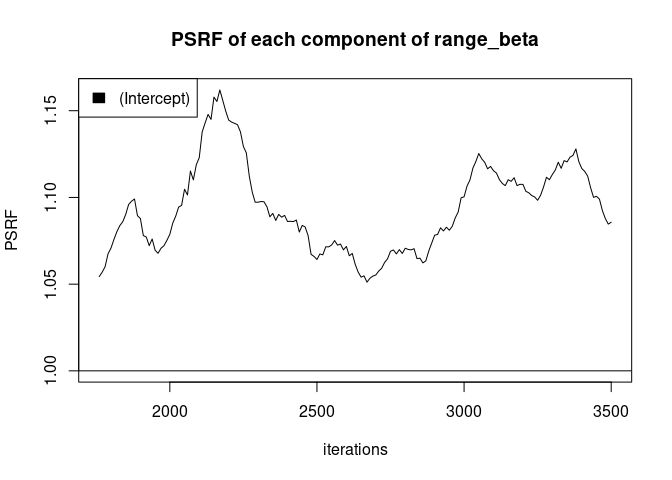 PSRF of each component of range_beta
(Intercept)
PSRF
1.15
1.10
1.05
1.00
2000 2500 3000 3500
iterations